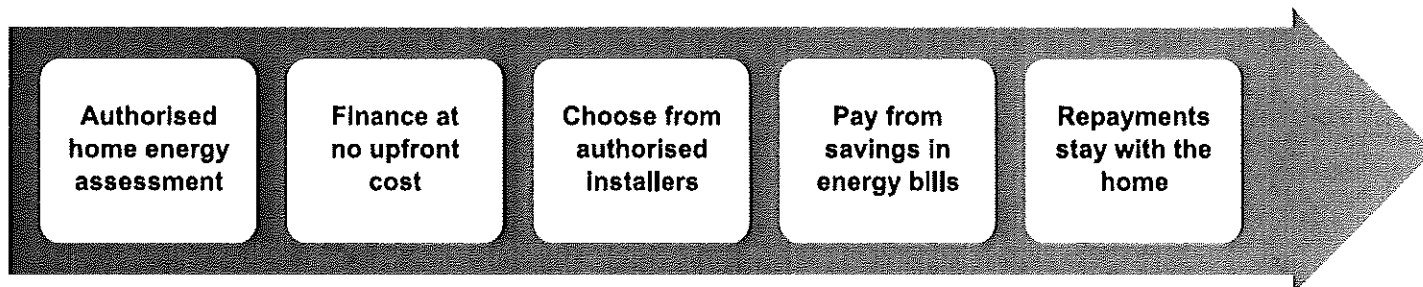 Authorised
home energy
assessment
Finance at
no upfront
cost
Choose from
authorised
installers
Pay from
savings in
energy bills
Repayments
stay with the
home